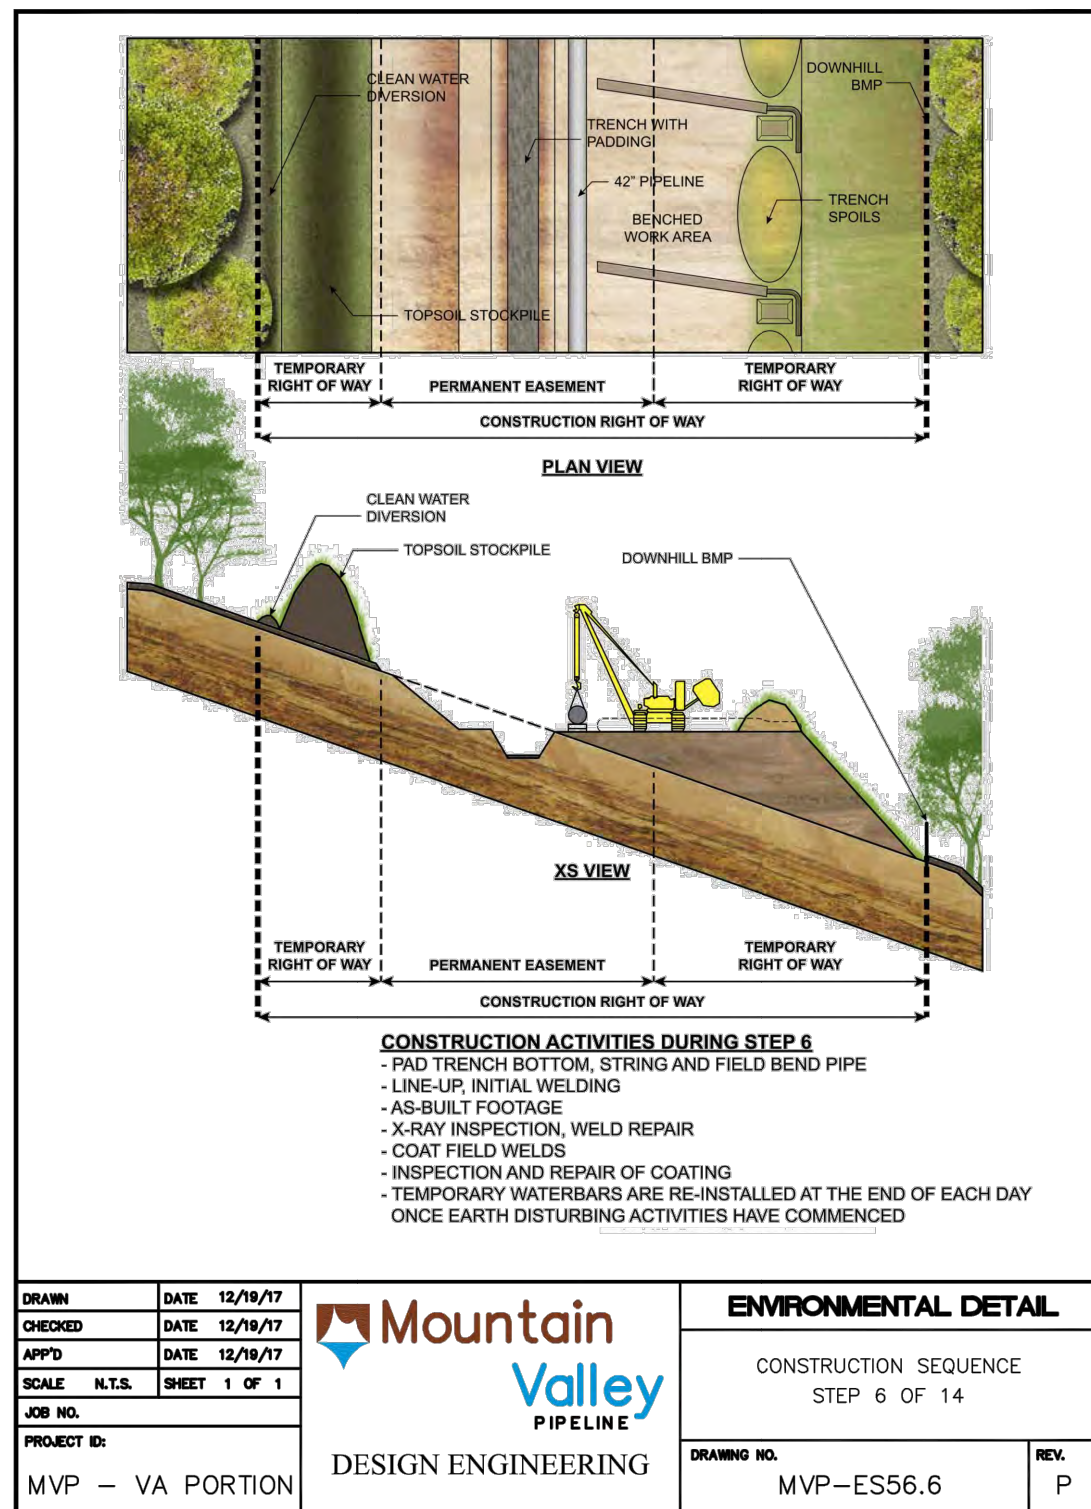 CLEAN WATER
DIVERSION
DOWNHILL
BMP
TRENCH WITH
PADDING
42" PIPELINE
TRENCH
SPOILS
BENCHED
WORK AREA
TOPSOIL STOCKPILE
TEMPORARY
RIGHT OF WAY
PERMANENT EASEMENT
TEMPORARY
RIGHT OF WAY
CONSTRUCTION RIGHT OF WAY
PLAN VIEW
CLEAN WATER
DIVERSION
TOPSOIL STOCKPILE
DOWNHILL BMP
XS VIEW
TEMPORARY
RIGHT OF WAY
PERMANENT EASEMENT
TEMPORARY
RIGHT OF WAY
CONSTRUCTION RIGHT OF WAY
CONSTRUCTION ACTIVITIES DURING STEP 6
- PAD TRENCH BOTTOM, STRING AND FIELD BEND PIPE
- LINE-UP, INITIAL WELDING
- AS-BUILT FOOTAGE
- X-RAY INSPECTION, WELD REPAIR
- COAT FIELD WELDS
- INSPECTION AND REPAIR OF COATING
- TEMPORARY WATERBARS ARE RE-INSTALLED AT THE END OF EACH DAY
ONCE EARTH DISTURBING ACTIVITIES HAVE COMMENCED
DRAWN DATE 12/19/17
CHECKED DATE 12/19/17
APP'D DATE 12/19/17
SCALE N.T.S. SHEET 1 OF 1
JOB NO.
PROJECT ID:
MVP - VA PORTION
Mountain
Valley
PIPELINE
DESIGN ENGINEERING
ENVIRONMENTAL DETAIL
CONSTRUCTION SEQUENCE
STEP 6 OF 14
DRAWING NO.
MVP-ES56.6
REV.
P